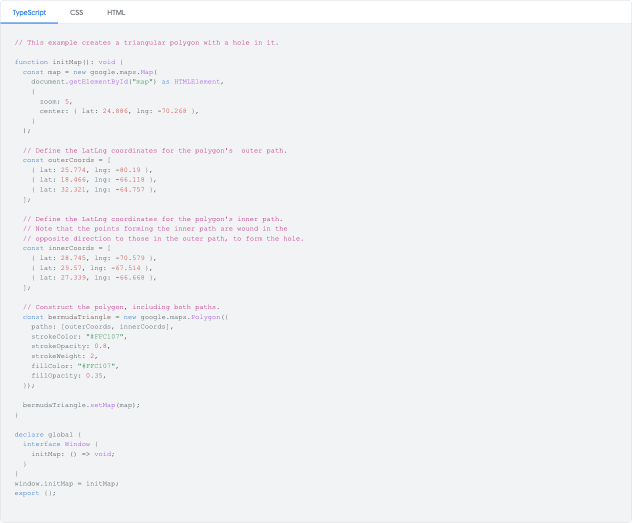 TypeScript CSS HTML
// This example creates a triangular polygon with a hole in it.
function initMap(): void {
const map = new google.maps.Map(
document.getElementById("map") as HTMLElement,
{
zoom: 5,
center: { lat: 24.886, lng: -70.268 },
}
);
// Define the LatLng coordinates for the polygon's  outer path.
const outerCoords = [
{ lat: 25.774, lng: -80.19 },
{ lat: 18.466, lng: -66.118 },
{ lat: 32.321, lng: -64.757 },
];
// Define the LatLng coordinates for the polygon's inner path.
// Note that the points forming the inner path are wound in the
// opposite direction to those in the outer path, to form the hole.
const innerCoords = [
{ lat: 28.745, lng: -70.579 },
{ lat: 29.57, lng: -67.514 },
{ lat: 27.339, lng: -66.668 },
];
// Construct the polygon, including both paths.
const bermudaTriangle = new google.maps.Polygon({
paths: [outerCoords, innerCoords],
strokeColor: "#FFC107",
strokeOpacity: 0.8,
strokeWeight: 2,
fillColor: "#FFC107",
fillOpacity: 0.35,
});
bermudaTriangle.setMap(map);
}
declare global {
interface Window {
initMap: () => void;
}
}
window.initMap = initMap;
export {};